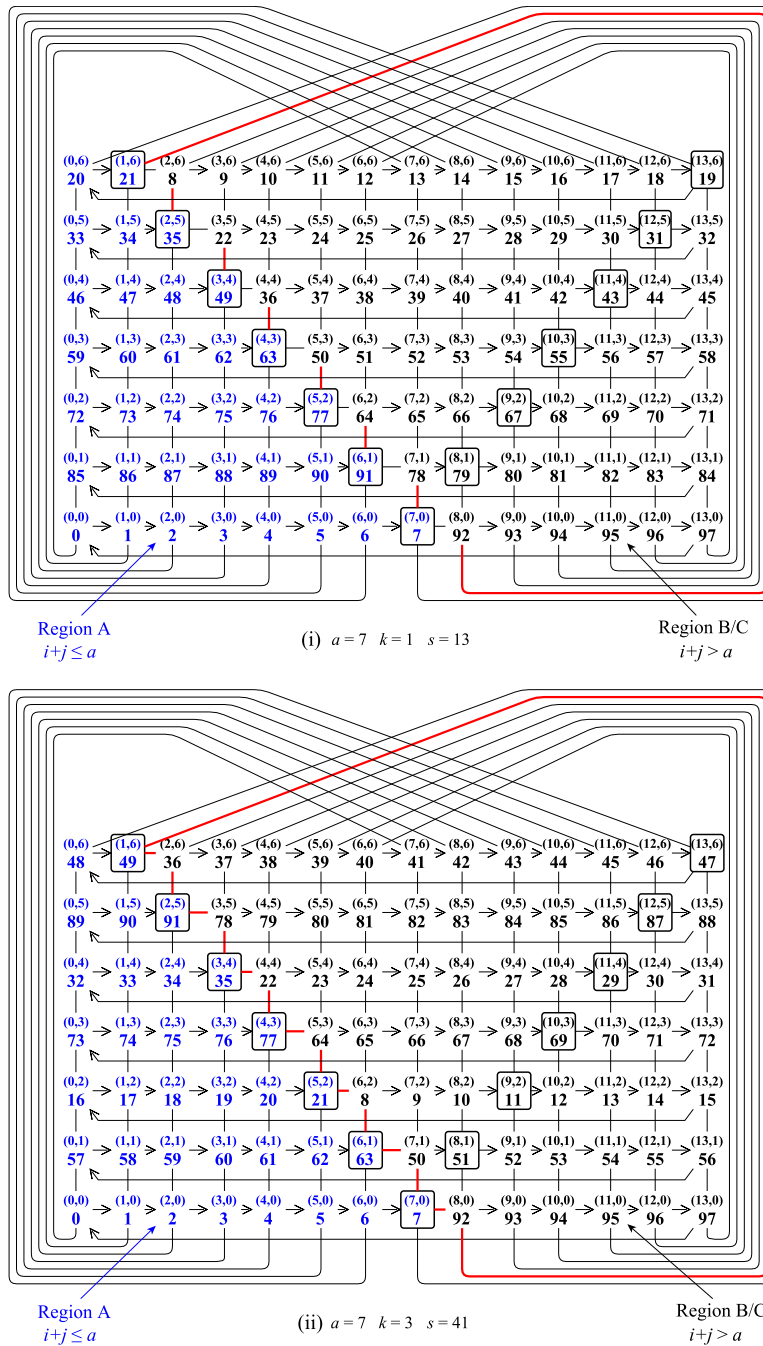 (0,6) (1,6) (2,6) (3,6) (4,6) (5,6) (6,6) (7,6) (8,6) (9,6) (10,6) (11,6) (12,6) (13,6)
20 21 8 9 10 11 12 13 14 15 16 17 18 19
(0,5) (1,5) (2,5) (3,5) (4,5) (5,5) (6,5) (7,5) (8,5) (9,5) (10,5) (11,5) (12,5) (13,5)
33 34 35 22 23 24 25 26 27 28 29 30 31 32
(0,4) (1,4) (2,4) (3,4) (4,4) (5,4) (6,4) (7,4) (8,4) (9,4) (10,4) (11,4) (12,4) (13,4)
46 47 48 49 36 37 38 39 40 41 42 43 44 45
(0,3) (1,3) (2,3) (3,3) (4,3) (5,3) (6,3) (7,3) (8,3) (9,3) (10,3) (11,3) (12,3) (13,3)
59 60 61 62 63 50 51 52 53 54 55 56 57 58
(0,2) (1,2) (2,2) (3,2) (4,2) (5,2) (6,2) (7,2) (8,2) (9,2) (10,2) (11,2) (12,2) (13,2)
72 73 74 75 76 77 64 65 66 67 68 69 70 71
(0,1) (1,1) (2,1) (3,1) (4,1) (5,1) (6,1) (7,1) (8,1) (9,1) (10,1) (11,1) (12,1) (13,1)
85 86 87 88 89 90 91 78 79 80 81 82 83 84
(0,0) (1,0) (2,0) (3,0) (4,0) (5,0) (6,0) (7,0) (8,0) (9,0) (10,0) (11,0) (12,0) (13,0)
0 1 2 3 4 5 6 7 92 93 94 95 96 97
Region A Region B/C
i+j ≤ a (i) a = 7 k = 1 s = 13 i+j > a
(0,6) (1,6) (2,6) (3,6) (4,6) (5,6) (6,6) (7,6) (8,6) (9,6) (10,6) (11,6) (12,6) (13,6)
48 49 36 37 38 39 40 41 42 43 44 45 46 47
(0,5) (1,5) (2,5) (3,5) (4,5) (5,5) (6,5) (7,5) (8,5) (9,5) (10,5) (11,5) (12,5) (13,5)
89 90 91 78 79 80 81 82 83 84 85 86 87 88
(0,4) (1,4) (2,4) (3,4) (4,4) (5,4) (6,4) (7,4) (8,4) (9,4) (10,4) (11,4) (12,4) (13,4)
32 33 34 35 22 23 24 25 26 27 28 29 30 31
(0,3) (1,3) (2,3) (3,3) (4,3) (5,3) (6,3) (7,3) (8,3) (9,3) (10,3) (11,3) (12,3) (13,3)
73 74 75 76 77 64 65 66 67 68 69 70 71 72
(0,2) (1,2) (2,2) (3,2) (4,2) (5,2) (6,2) (7,2) (8,2) (9,2) (10,2) (11,2) (12,2) (13,2)
16 17 18 19 20 21 8 9 10 11 12 13 14 15
(0,1) (1,1) (2,1) (3,1) (4,1) (5,1) (6,1) (7,1) (8,1) (9,1) (10,1) (11,1) (12,1) (13,1)
57 58 59 60 61 62 63 50 51 52 53 54 55 56
(0,0) (1,0) (2,0) (3,0) (4,0) (5,0) (6,0) (7,0) (8,0) (9,0) (10,0) (11,0) (12,0) (13,0)
0 1 2 3 4 5 6 7 92 93 94 95 96 97
Region A Region B/C
i+j ≤ a (ii) a = 7 k = 3 s = 41 i+j > a